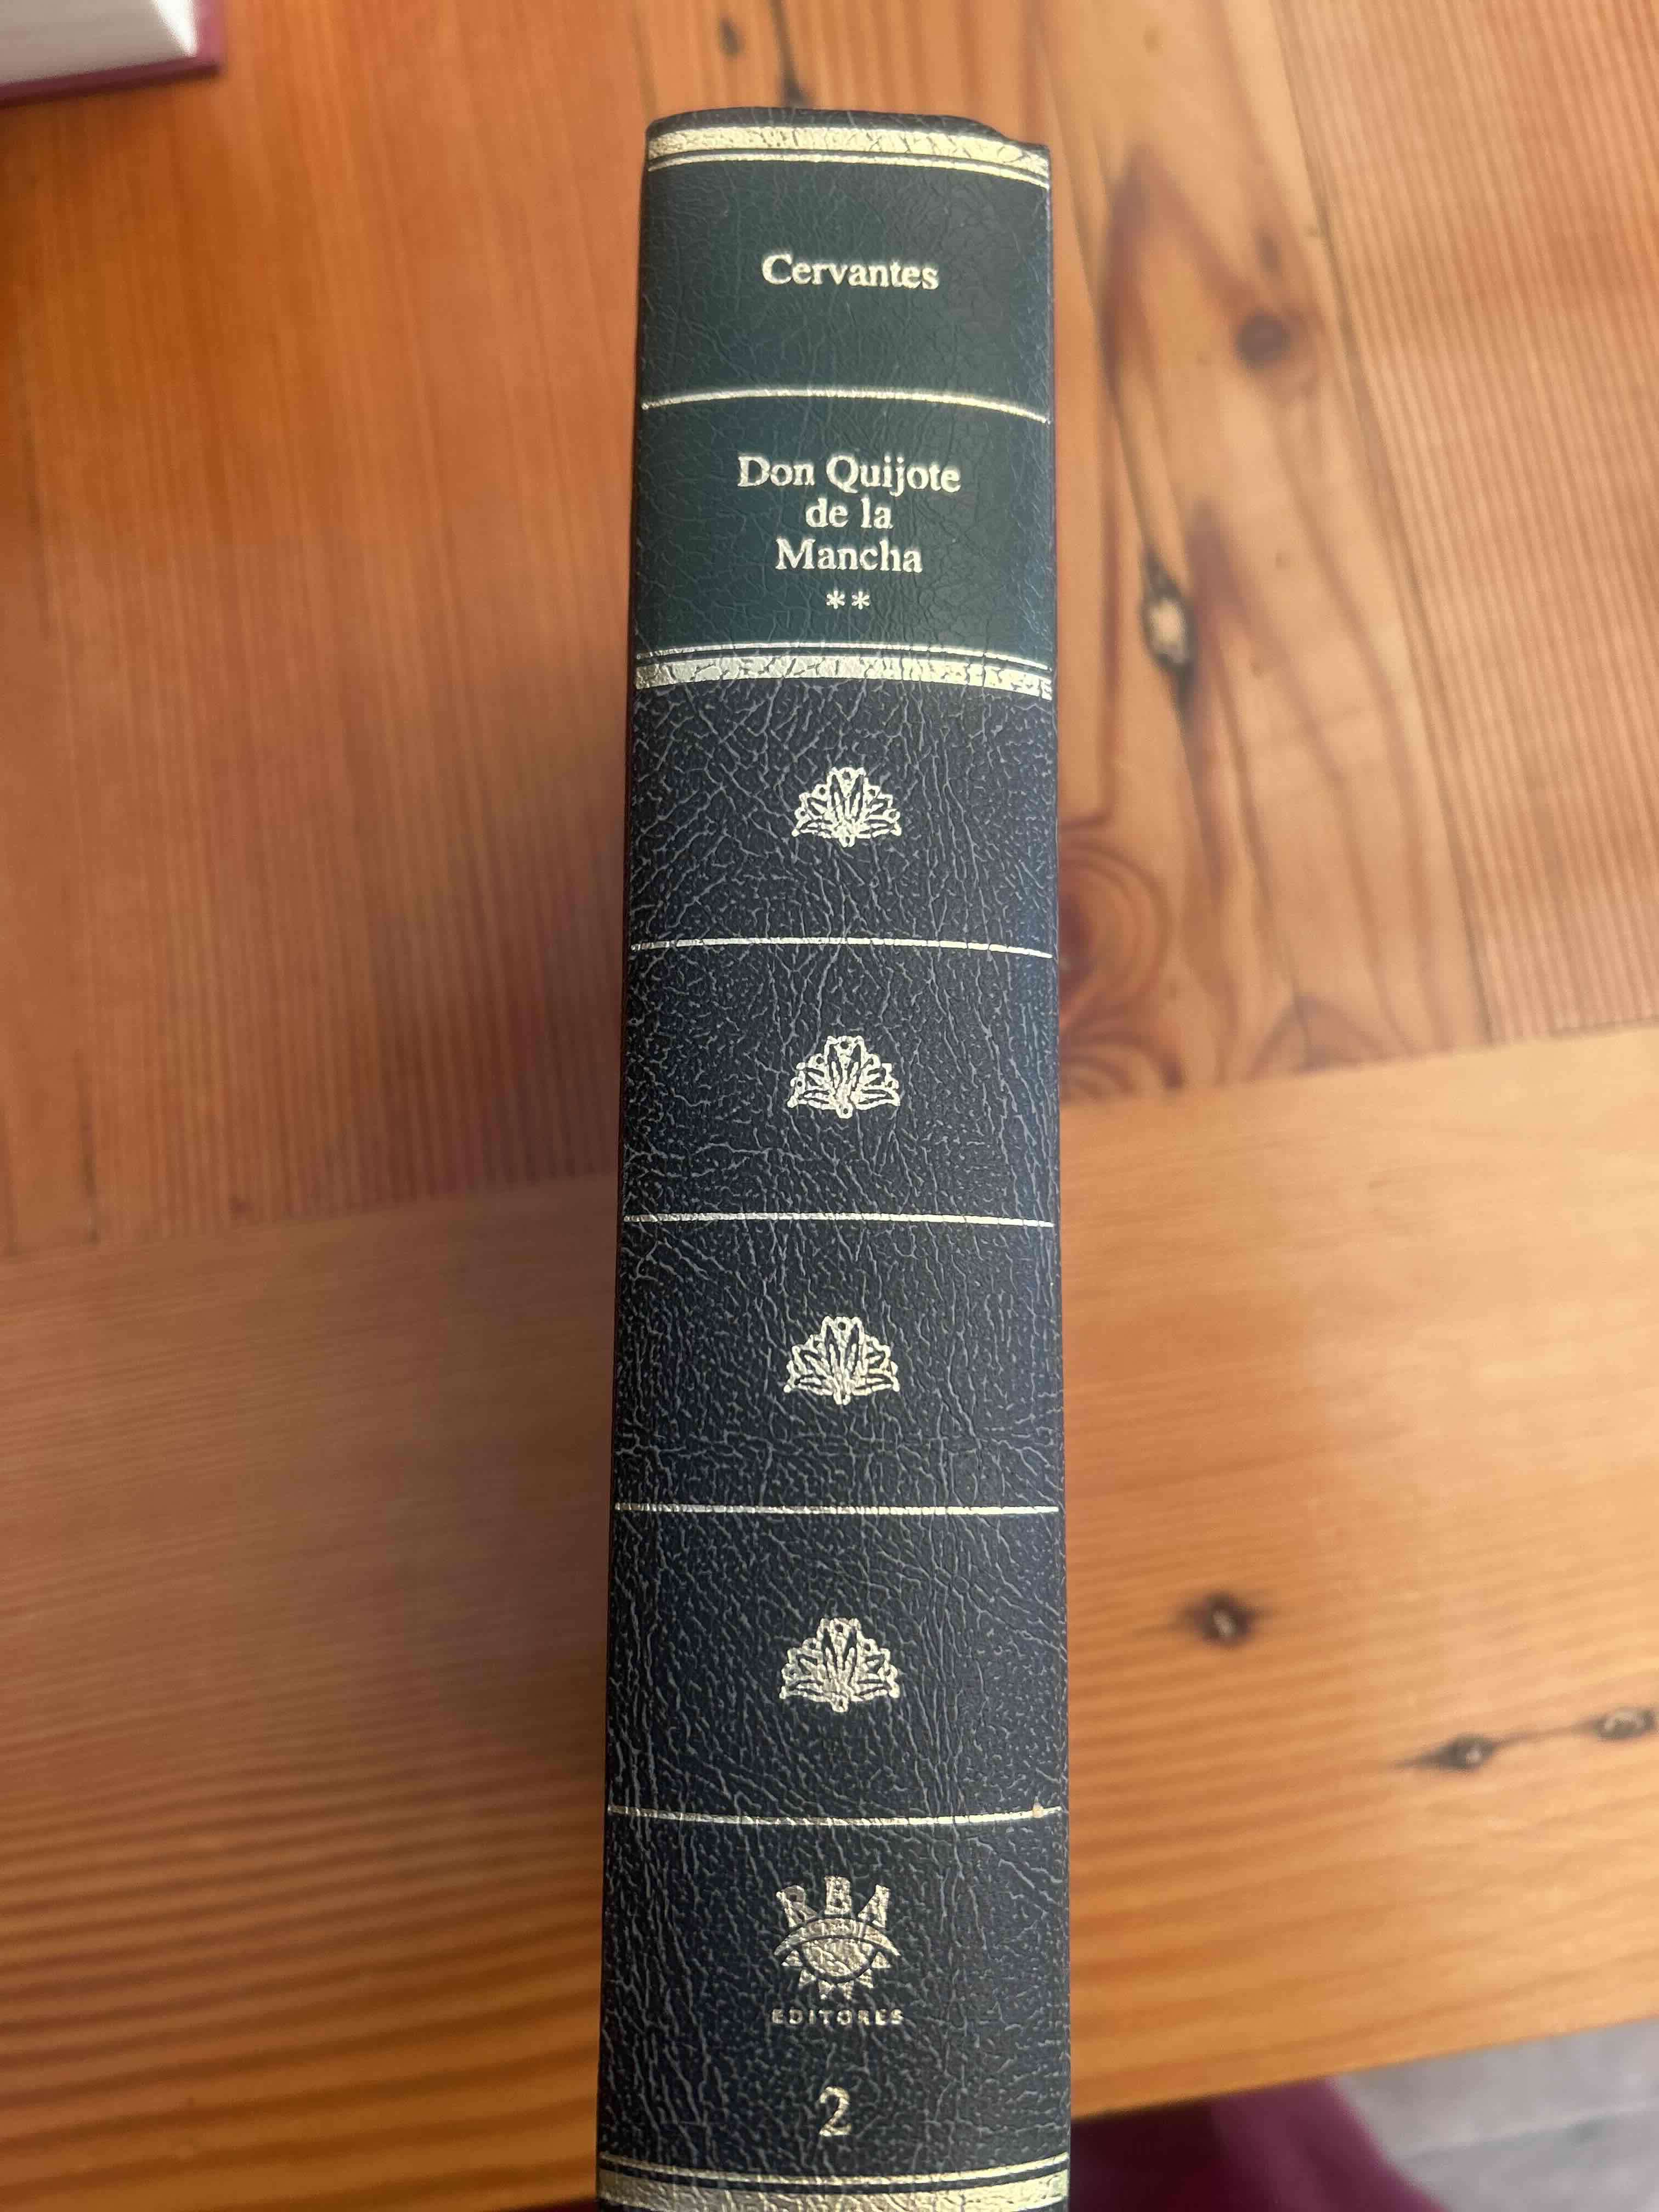 Cervantes
Don Quijote
de la
Mancha
**
RBA
EDITORES
2